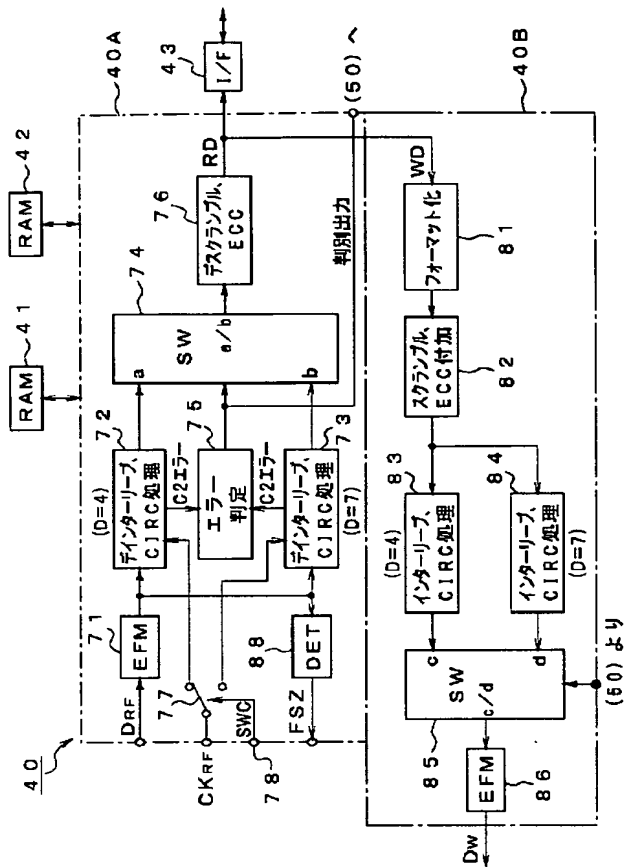 40
RAM
41
RAM
42
40A
DRF
71
EFM
(D=4)
72
デインターリーブ、
CIRC処理
C2エラー
エラー
判定
75
C2エラー
デインターリーブ、
CIRC処理
73
(D=7)
a
SW
a/b
b
74
デスクランブル、
ECC
76
RD
I/F
43
77
CKRF
SWC
78
88
DET
FSZ
判別出力
(50)へ
40B
WD
フォーマット化
81
スクランブル、
ECC付加
82
(D=4)
83
インターリーブ、
CIRC処理
84
インターリーブ、
CIRC処理
(D=7)
c
SW
c/d
d
85
EFM
86
DW
(50)より